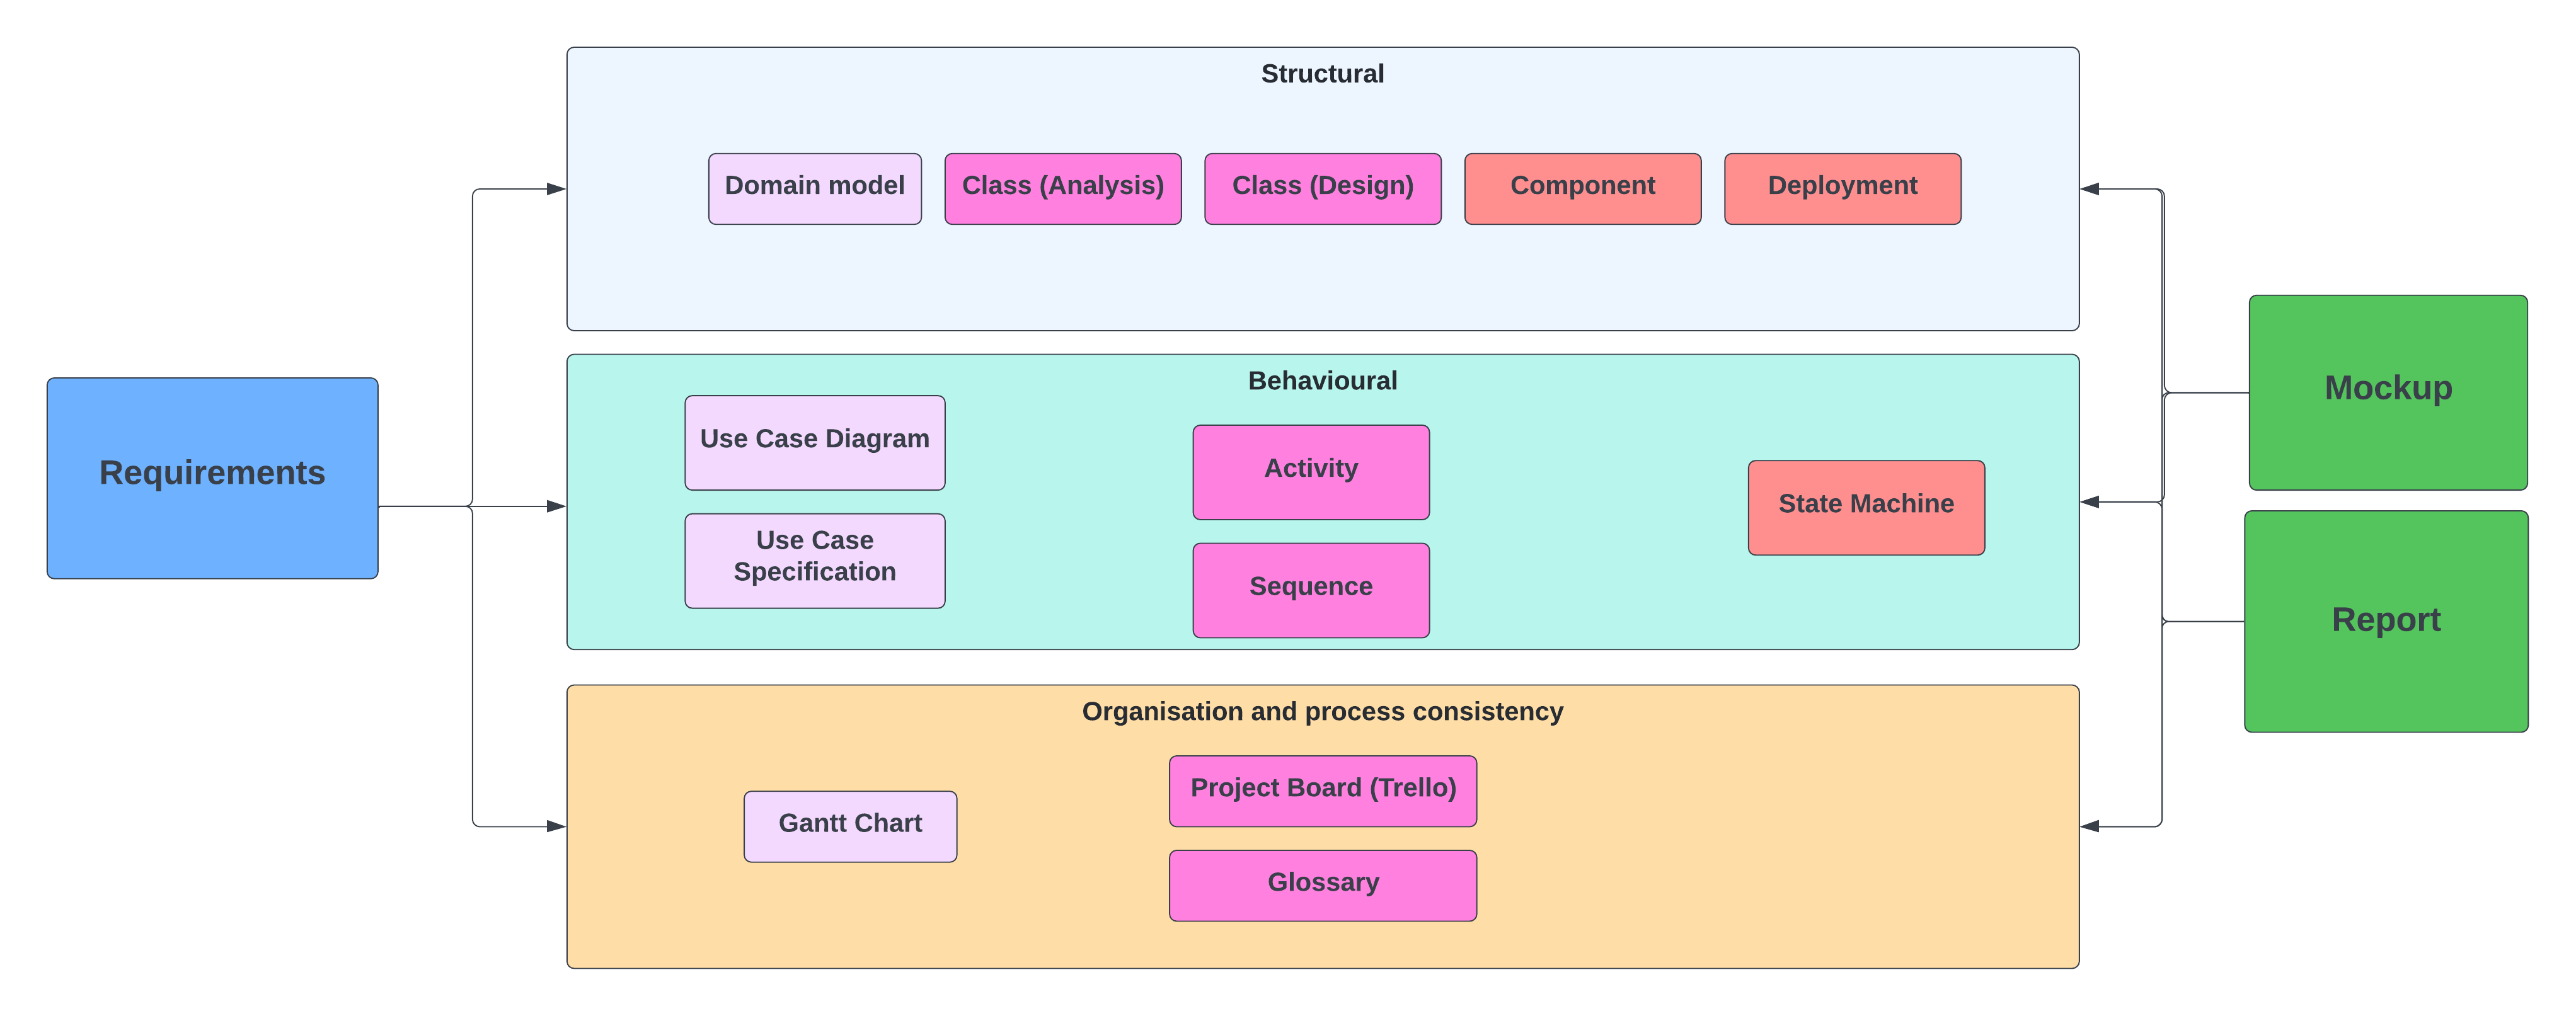 Structural
Domain model
Class (Analysis)
Class (Design)
Component
Deployment
Requirements
Behavioural
Use Case Diagram
Use Case
Specification
Activity
Sequence
State Machine
Organisation and process consistency
Gantt Chart
Project Board (Trello)
Glossary
Mockup
Report